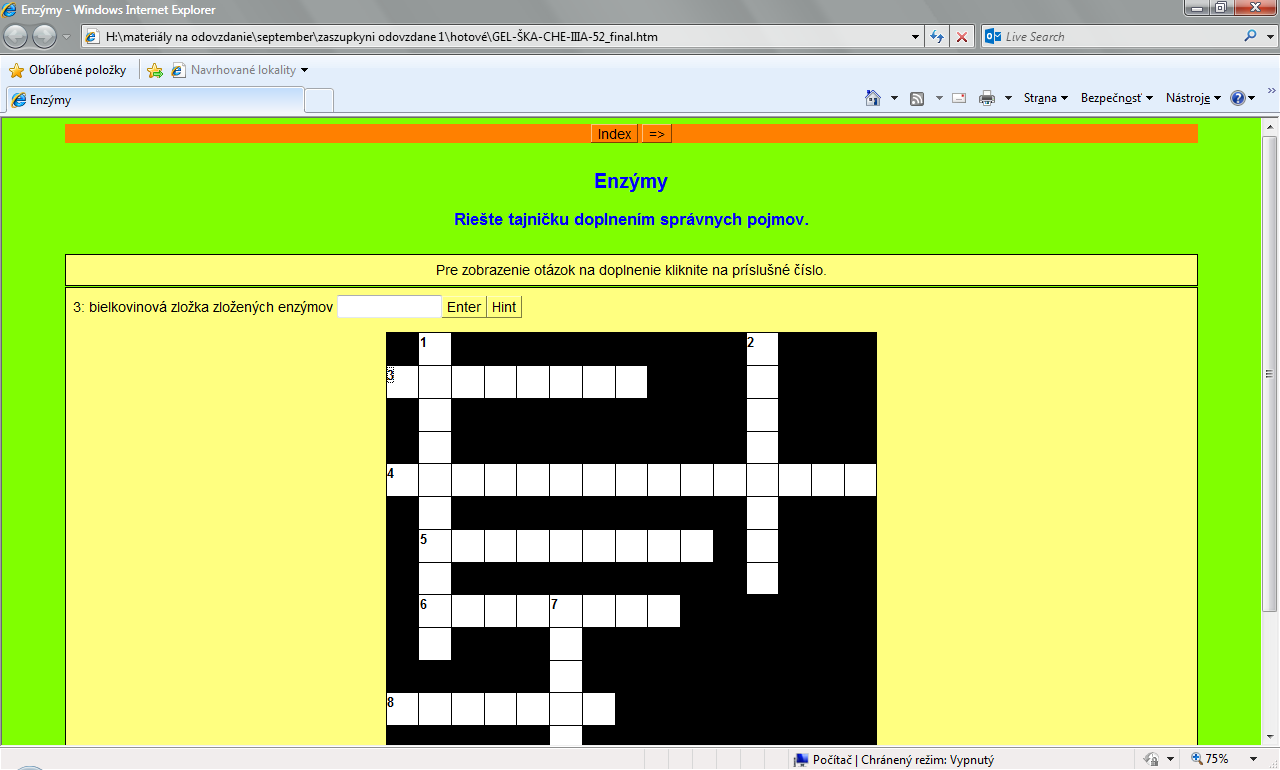 Enzýmy - Windows Internet Explorer
H:\materiály na odovzdanie\september\zaszupkyni odovzdane 1\hotové\GEL-ŠKA-CHE-IIIA-52_final.htm
Live Search
Obľúbené položky
Navrhované lokality
Enzýmy
Strana
Bezpečnosť
Nástroje
Index =>
Enzýmy
Riešte tajničku doplnením správnych pojmov.
Pre zobrazenie otázok na doplnenie kliknite na príslušné číslo.
3: bielkovinová zložka zložených enzýmov Enter Hint
1 2
3
4
5
6 7
8
Počítač | Chránený režim: Vypnutý
75%